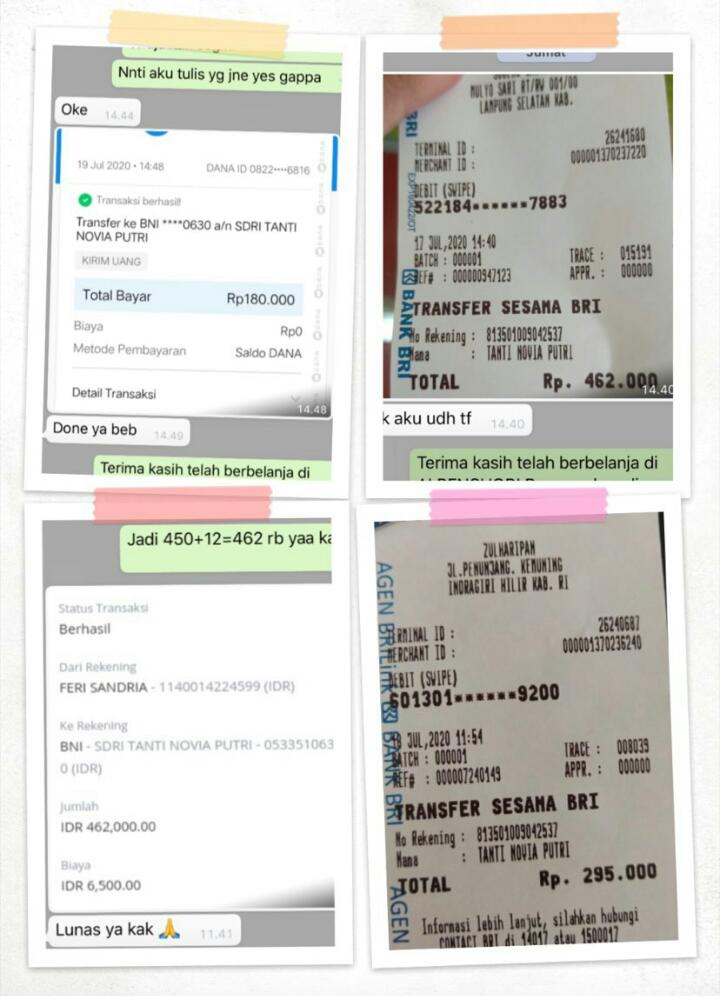 Nnti aku tulis yg jne yes gappa
Oke
14.44
19 Jul 2020 • 14:48
DANA ID 0822••••6816
Transaksi berhasil!
Transfer ke BNI ****0630 a/n SDRI TANTI
NOVIA PUTRI
KIRIM UANG
Total Bayar Rp180.000
Biaya Rp0
Metode Pembayaran Saldo DANA
Detail Transaksi
14.48
Done ya beb
14.49
Terima kasih telah berbelanja di
Jumat
MULYO SARI RT/RW 001/00
LAMPUNG SELATAN KAB.
BRI
TERMINAL ID : 26241680
MERCHANT ID : 000001370237220
DEBIT (SWIPE)
522184******7883
17 JUL,2020 14:40
BATCH : 000001 TRACE : 015191
REF# : 000000947123 APPR. : 000000
BANK BRI
TRANSFER SESAMA BRI
No Rekening : 813501009042537
Nama : TANTI NOVIA PUTRI
TOTAL Rp. 462.000
14.40
k aku udh tf
14.40
Terima kasih telah berbelanja di
Jadi 450+12=462 rb yaa ka
Status Transaksi
Berhasil
Dari Rekening
FERI SANDRIA - 1140014224599 (IDR)
Ke Rekening
BNI - SDRI TANTI NOVIA PUTRI - 053351063
0 (IDR)
Jumlah
IDR 462,000.00
Biaya
IDR 6,500.00
Lunas ya kak 🙏
11.41
ZULHARIPAN
JL.PENUNJANG. KEMUNING
INDRAGIRI HILIR KAB. RI
AGEN BRILink BANK BRI
TERMINAL ID : 26240687
MERCHANT ID : 000001370236240
DEBIT (SWIPE)
601301******9200
18 JUL,2020 11:54
BATCH : 000001 TRACE : 008039
REF# : 000007240149 APPR. : 000000
TRANSFER SESAMA BRI
No Rekening : 813501009042537
Nama : TANTI NOVIA PUTRI
TOTAL Rp. 295.000
AGEN
Informasi lebih lanjut, silahkan hubungi
CONTACT BRI di 14017 atau 1500017